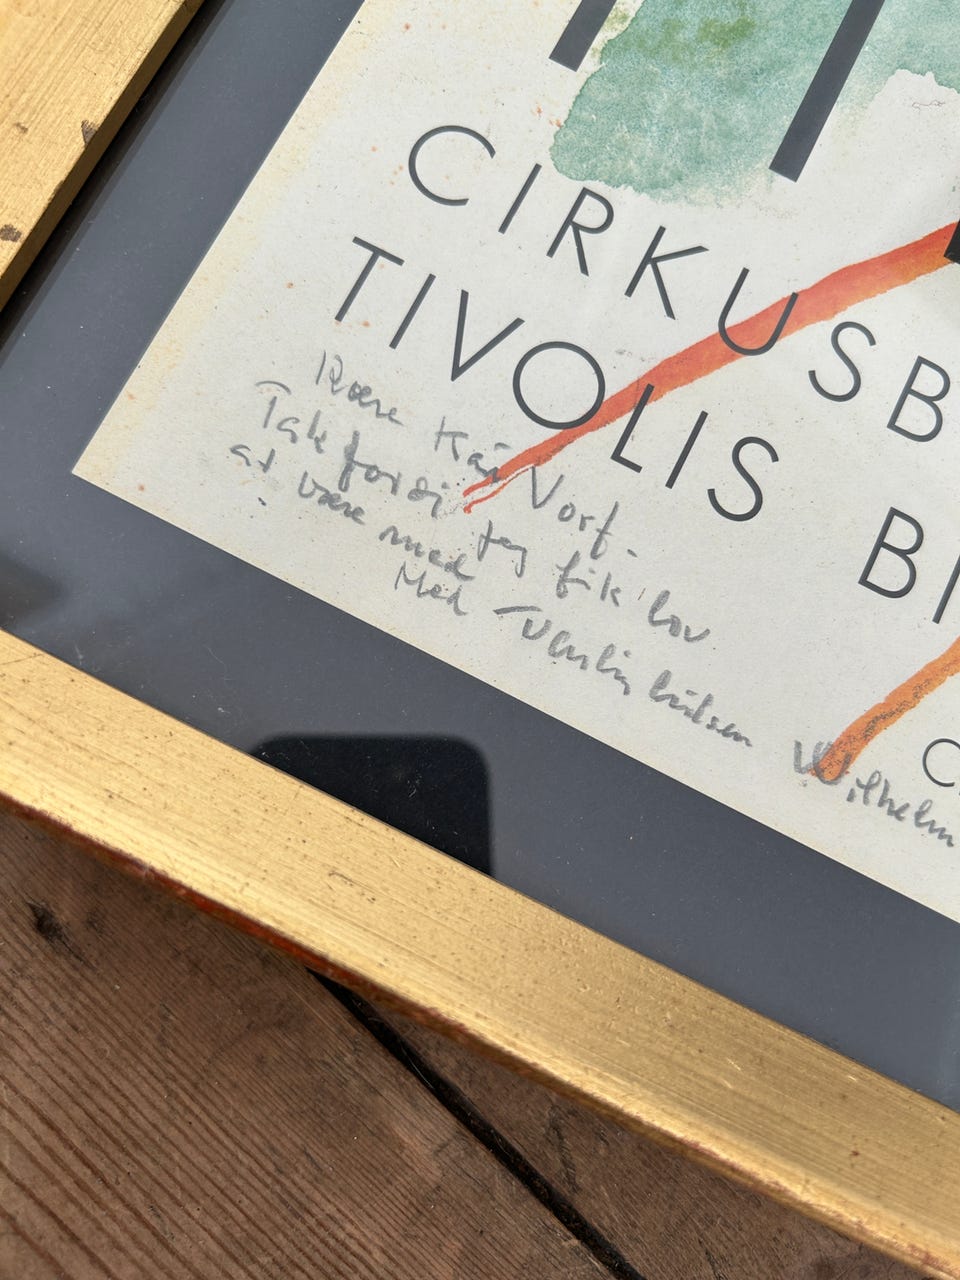 CIRKUSB
TIVOLIS B
C
Kære Kai Vorf.
Tak fordi jeg fik lov
at være med
Med Venlig hilsen Wilhelm